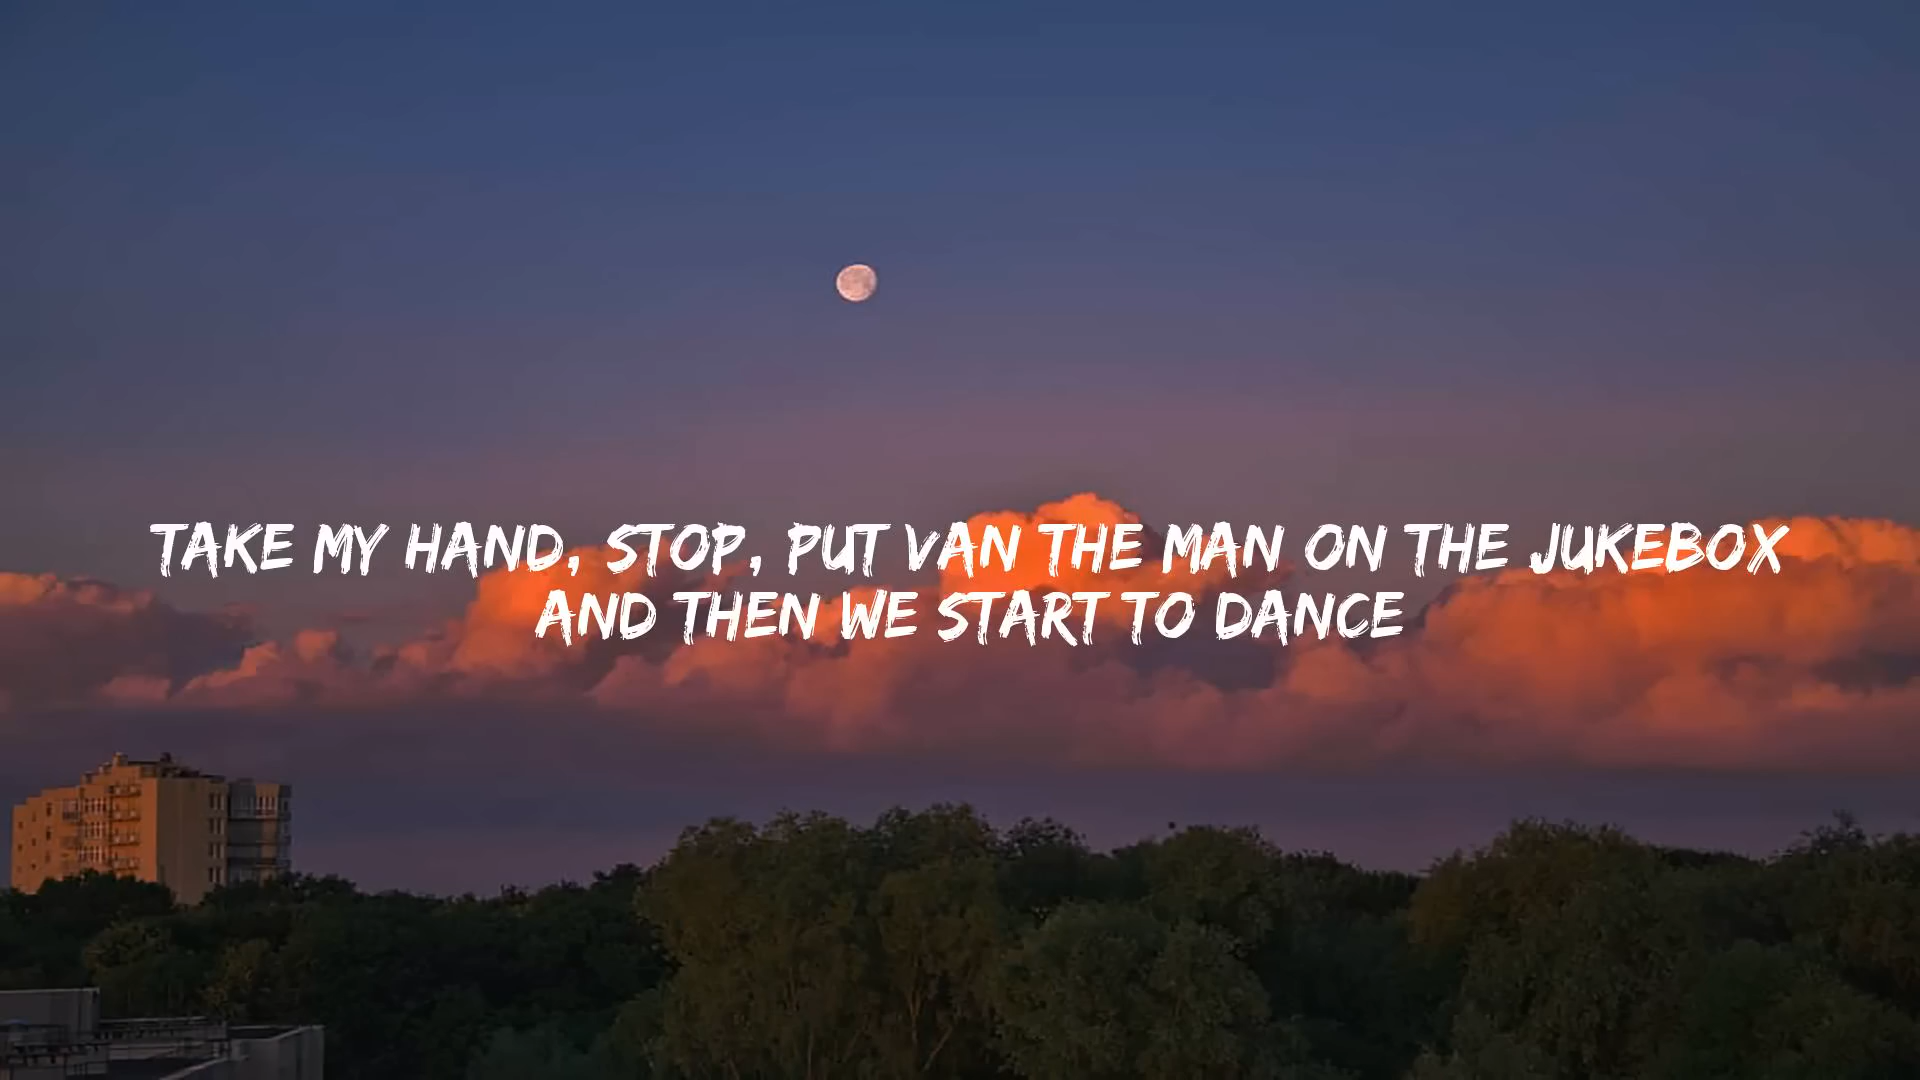 TAKE MY HAND, STOP, PUT VAN THE MAN ON THE JUKEBOX
AND THEN WE START TO DANCE